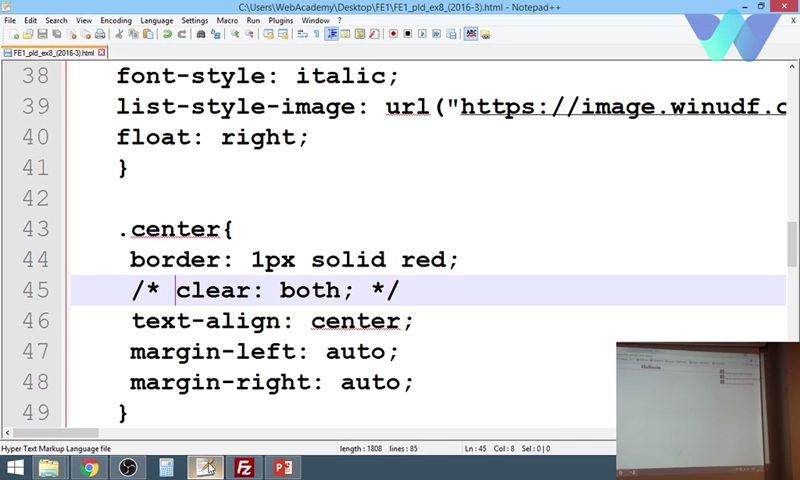 C:\Users\WebAcademy\Desktop\FE1\FE1_pld_ex8_(2016-3).html - Notepad++
File Edit Search View Encoding Language Settings Macro Run Plugins Window ? X
FE1_pld_ex8_(2016-3).html
38 font-style: italic;
39 list-style-image: url("https://image.winudf.c
40 float: right;
41 }
42
43 .center{
44 border: 1px solid red;
45 /* clear: both; */
46 text-align: center;
47 margin-left: auto;
48 margin-right: auto;
49 }
Hyper Text Markup Language file length : 1808 lines : 85 Ln : 45 Col : 8 Sel : 0 | 0